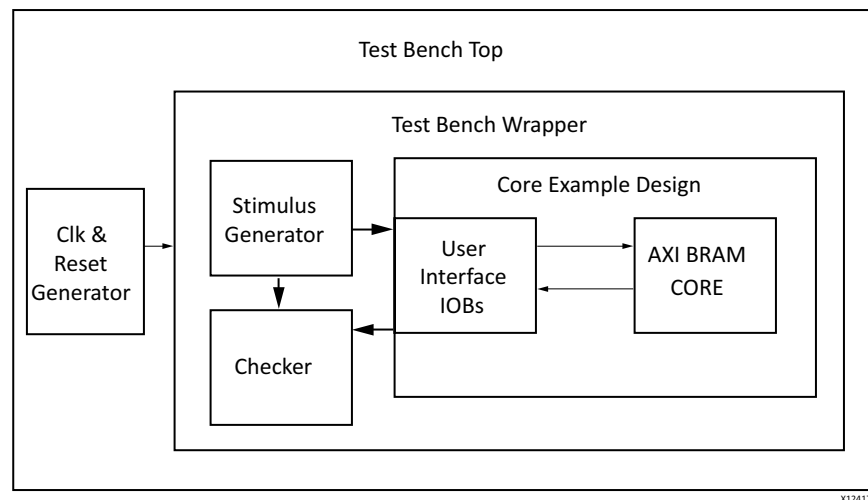 Test Bench Top
Test Bench Wrapper
Core Example Design
Stimulus
Generator
Clk &
Reset
Generator
User
Interface
IOBs
AXI BRAM
CORE
Checker